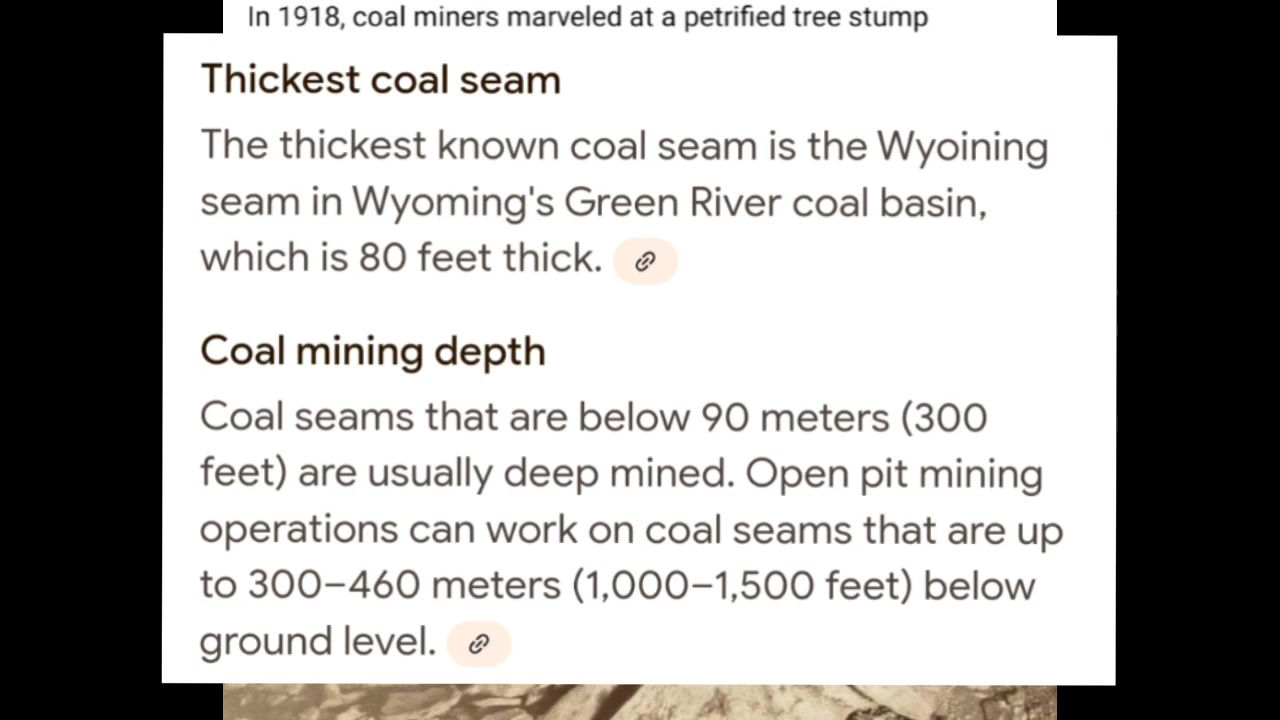 In 1918, coal miners marveled at a petrified tree stump
Thickest coal seam
The thickest known coal seam is the Wyoining
seam in Wyoming's Green River coal basin,
which is 80 feet thick.
Coal mining depth
Coal seams that are below 90 meters (300
feet) are usually deep mined. Open pit mining
operations can work on coal seams that are up
to 300–460 meters (1,000–1,500 feet) below
ground level.